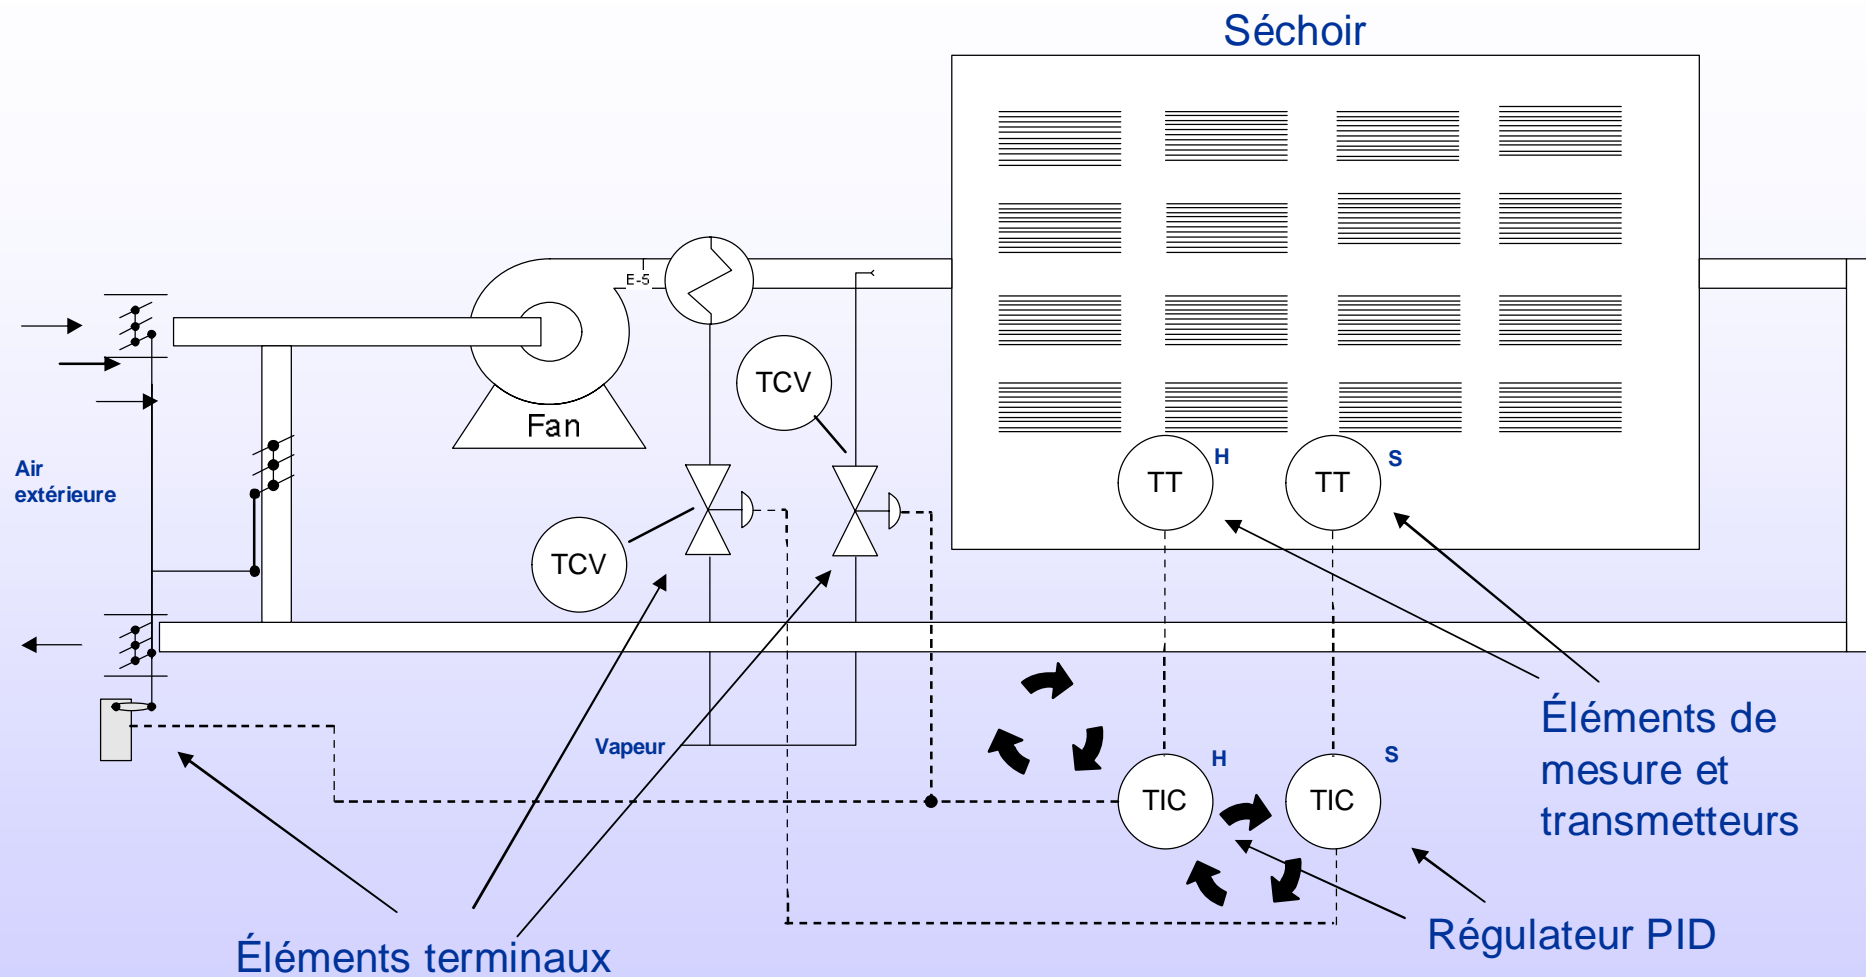 Séchoir
E-5
TCV
Fan
TT
H
TT
S
Air
extérieure
TCV
Vapeur
TIC
H
TIC
S
Éléments de
mesure et
transmetteurs
Régulateur PID
Éléments terminaux